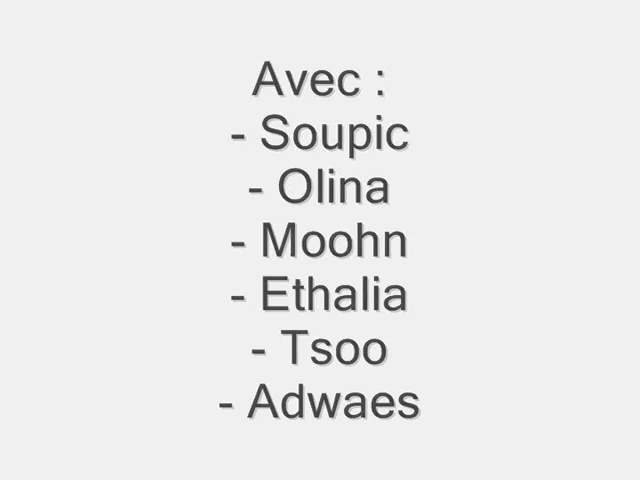 Avec :
- Soupic
- Olina
- Moohn
- Ethalia
- Tsoo
- Adwaes